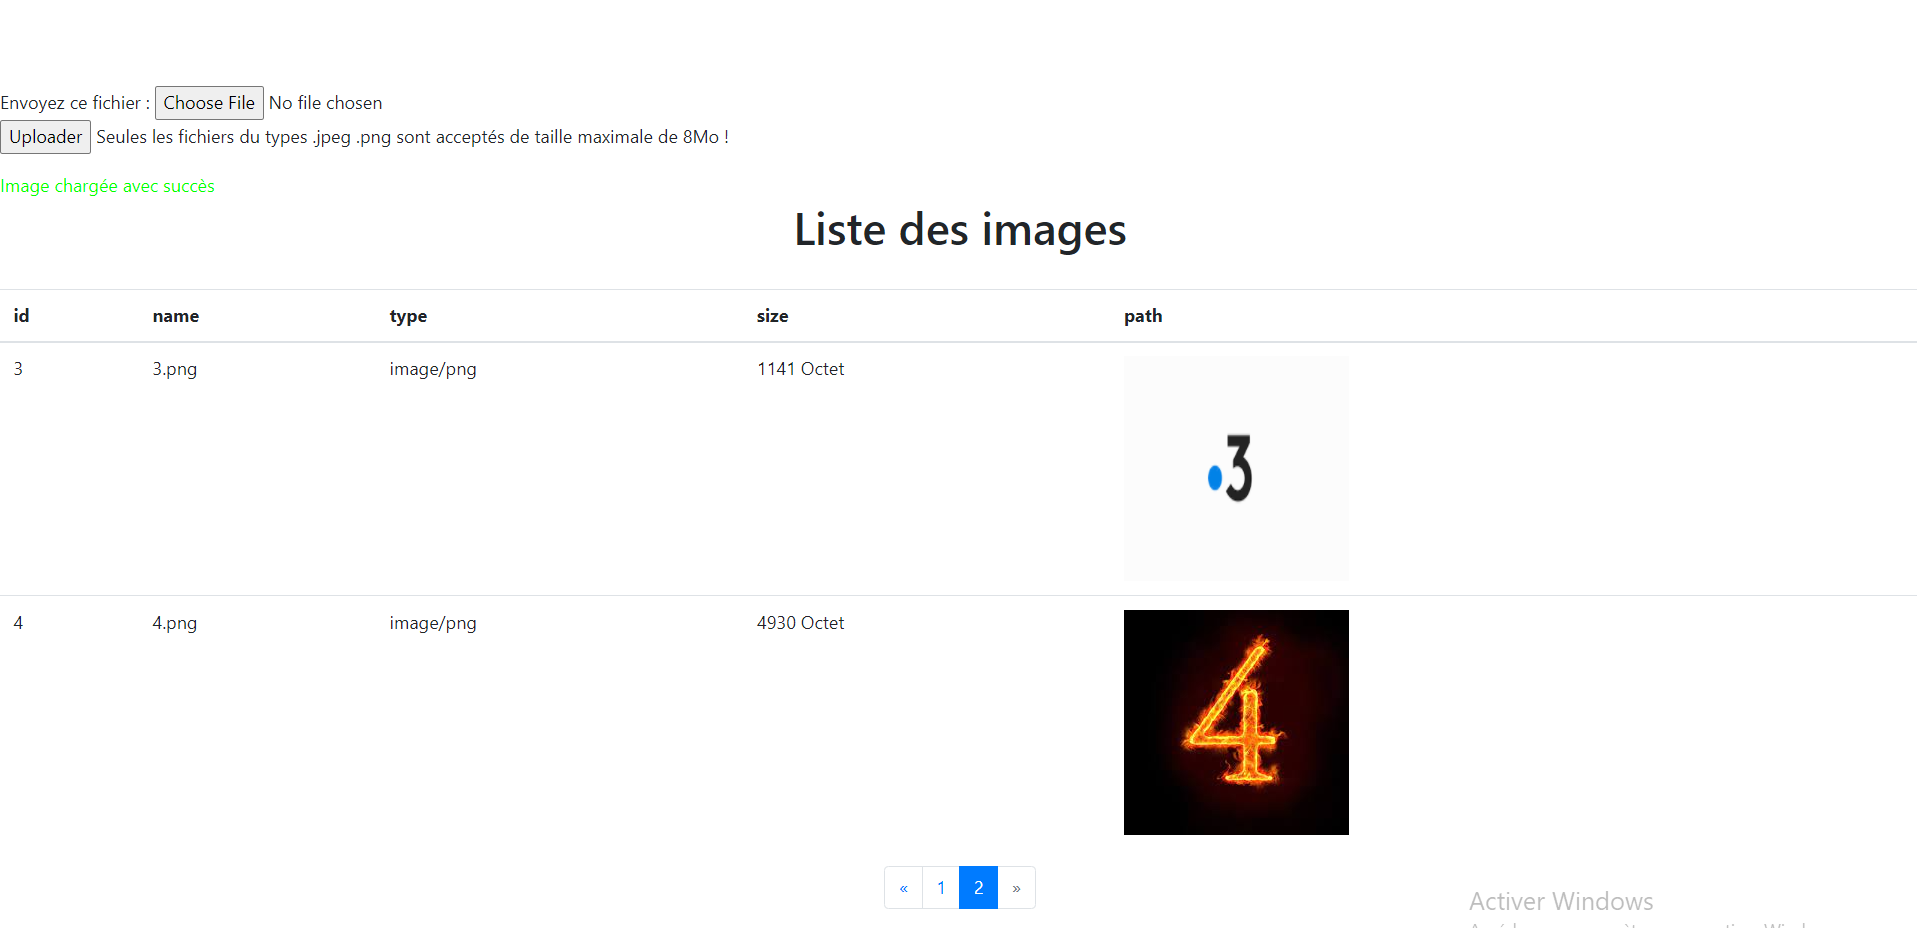 Envoyez ce fichier : Choose File No file chosen
Uploader Seules les fichiers du types .jpeg .png sont acceptés de taille maximale de 8Mo !
Image chargée avec succès
Liste des images
id name type size path
3 3.png image/png 1141 Octet
3
4 4.png image/png 4930 Octet
4
« 1 2 »
Activer Windows